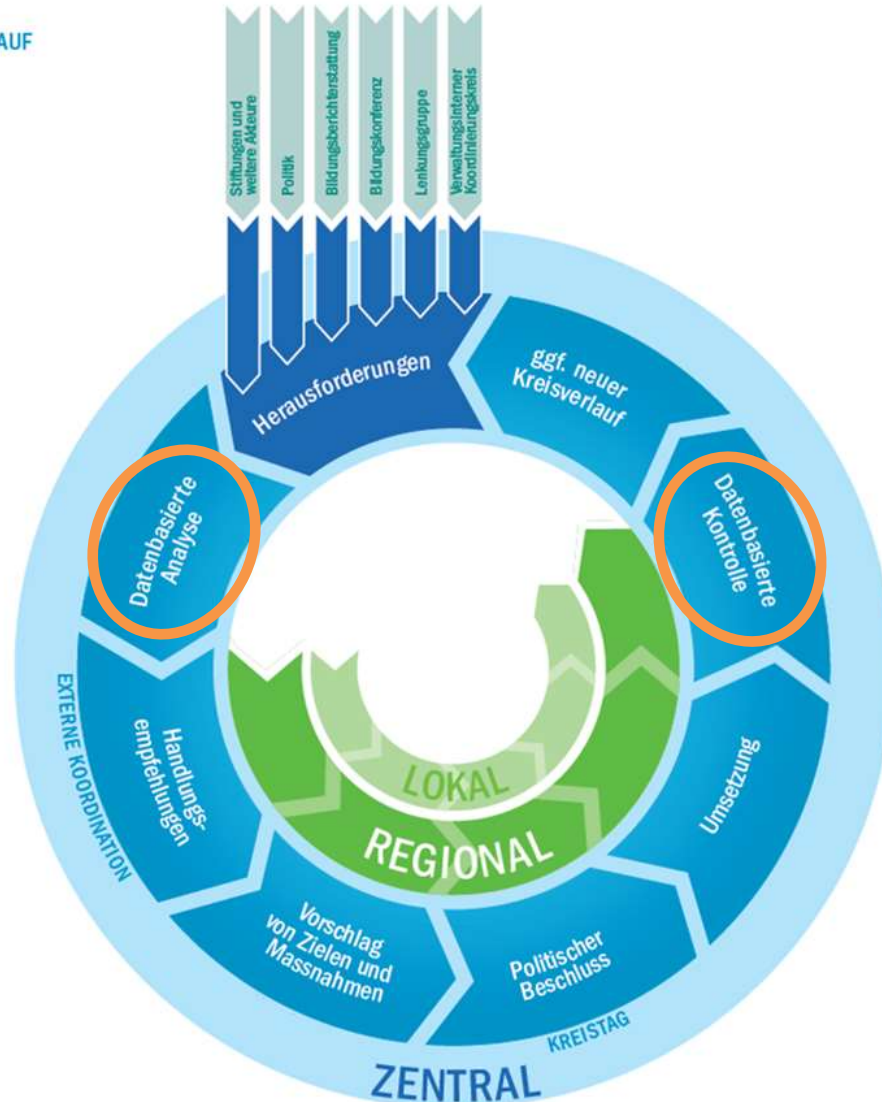 AUF
Stiftungen und
weitere Akteure
Politik
Bildungsberichterstattung
Bildungskonferenz
Lenkungsgruppe
Verwaltungsinterner
Koordinierungskreis
Herausforderungen
ggf. neuer
Kreisverlauf
Datenbasierte
Analyse
Datenbasierte
Kontrolle
EXTERNE KOORDINATION
Handlungs-
empfehlungen
Umsetzung
LOKAL
REGIONAL
Vorschlag
von Zielen und
Massnahmen
Politischer
Beschluss
KREISTAG
ZENTRAL